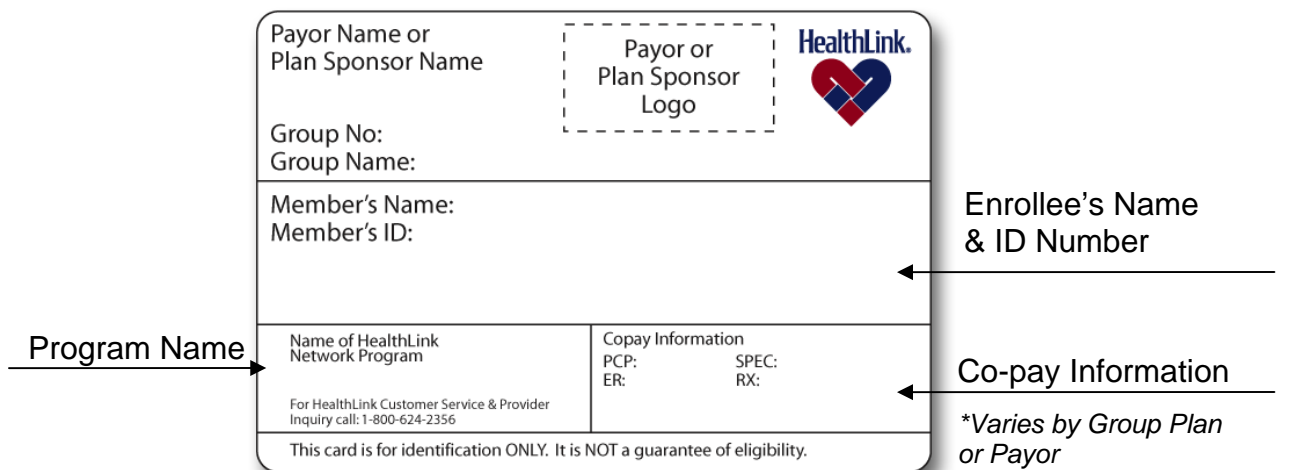 Payor Name or
Plan Sponsor Name
Payor or
Plan Sponsor
Logo
HealthLink®
Group No:
Group Name:
Member's Name:
Member's ID:
Enrollee's Name
& ID Number
Program Name
Name of HealthLink
Network Program
For HealthLink Customer Service & Provider
Inquiry call: 1-800-624-2356
Copay Information
PCP: SPEC:
ER: RX:
Co-pay Information
*Varies by Group Plan
or Payor
This card is for identification ONLY. It is NOT a guarantee of eligibility.